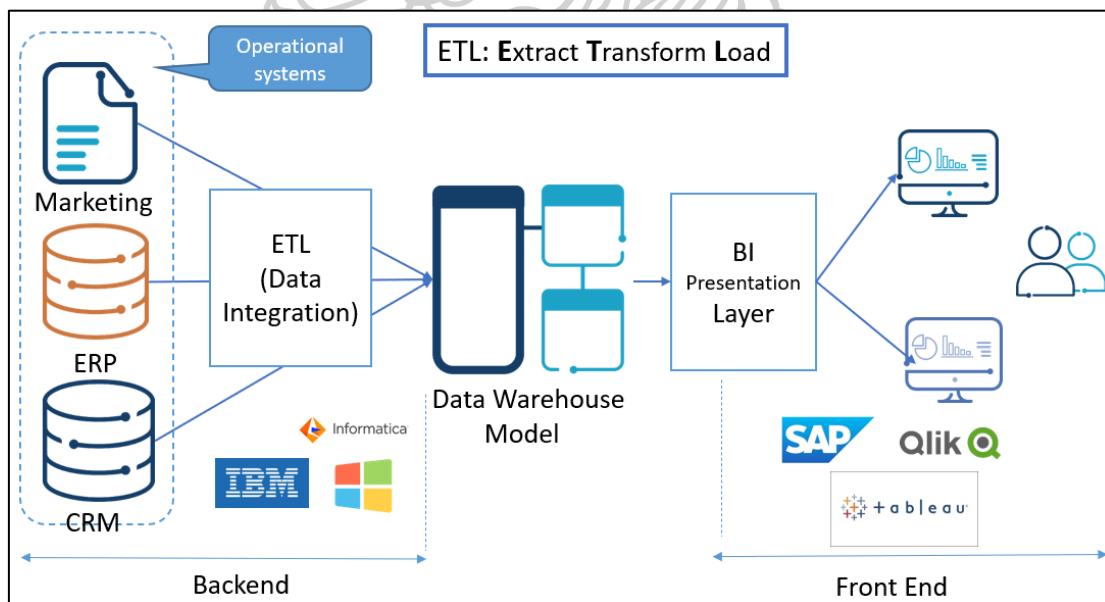 Operational
systems
ETL: Extract Transform Load
Marketing
ERP
CRM
ETL
(Data
Integration)
Informatica
IBM
Data Warehouse
Model
BI
Presentation
Layer
SAP
Qlik
+ableau
Backend
Front End